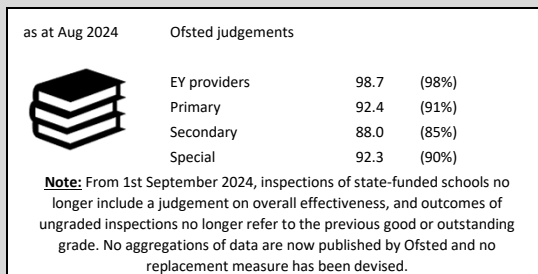 as at Aug 2024 Ofsted judgements
EY providers 98.7 (98%)
Primary 92.4 (91%)
Secondary 88.0 (85%)
Special 92.3 (90%)
Note: From 1st September 2024, inspections of state-funded schools no
longer include a judgement on overall effectiveness, and outcomes of
ungraded inspections no longer refer to the previous good or outstanding
grade. No aggregations of data are now published by Ofsted and no
replacement measure has been devised.